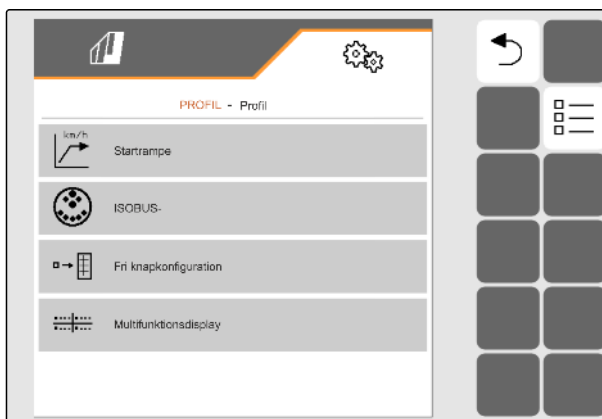 PROFIL - Profil
km/h
Startrampe
ISOBUS-
Fri knapkonfiguration
Multifunktionsdisplay